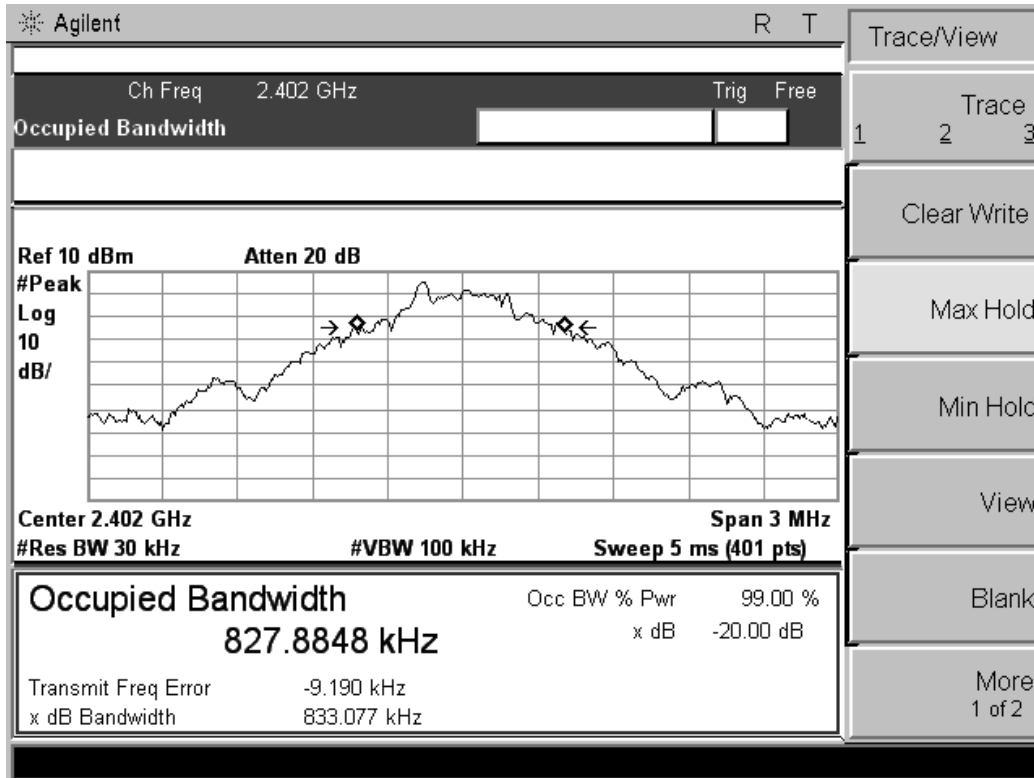 Agilent R T
Ch Freq 2.402 GHz Trig Free
Occupied Bandwidth
Ref 10 dBm Atten 20 dB
#Peak
Log
10
dB/
Center 2.402 GHz Span 3 MHz
#Res BW 30 kHz #VBW 100 kHz Sweep 5 ms (401 pts)
Occupied Bandwidth
827.8848 kHz
Occ BW % Pwr 99.00 %
x dB -20.00 dB
Transmit Freq Error -9.190 kHz
x dB Bandwidth 833.077 kHz
Trace/View
Trace
1 2 3
Clear Write
Max Hold
Min Hold
View
Blank
More
1 of 2